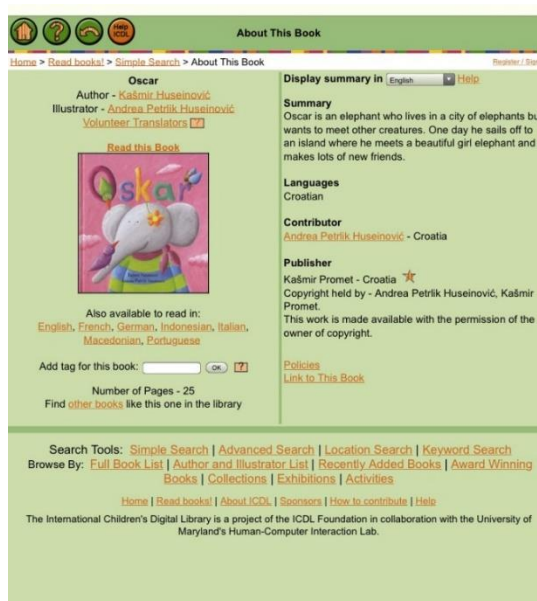 Help
ICDL
About This Book
Home > Read books! > Simple Search > About This Book
Register / Sig
Oscar
Author - Kašmir Huseinović
Illustrator - Andrea Petrlik Huseinović
Volunteer Translators ?
Read this Book
Oskar
Also available to read in:
English, French, German, Indonesian, Italian,
Macedonian, Portuguese
Add tag for this book: OK ?
Number of Pages - 25
Find other books like this one in the library
Display summary in English Help
Summary
Oscar is an elephant who lives in a city of elephants bu
wants to meet other creatures. One day he sails off to
an island where he meets a beautiful girl elephant and
makes lots of new friends.
Languages
Croatian
Contributor
Andrea Petrlik Huseinović - Croatia
Publisher
Kašmir Promet - Croatia
Copyright held by - Andrea Petrlik Huseinović, Kašmir
Promet.
This work is made available with the permission of the
owner of copyright.
Policies
Link to This Book
Search Tools: Simple Search | Advanced Search | Location Search | Keyword Search
Browse By: Full Book List | Author and Illustrator List | Recently Added Books | Award Winning
Books | Collections | Exhibitions | Activities
Home | Read books! | About ICDL | Sponsors | How to contribute | Help
The International Children's Digital Library is a project of the ICDL Foundation in collaboration with the University of
Maryland's Human-Computer Interaction Lab.